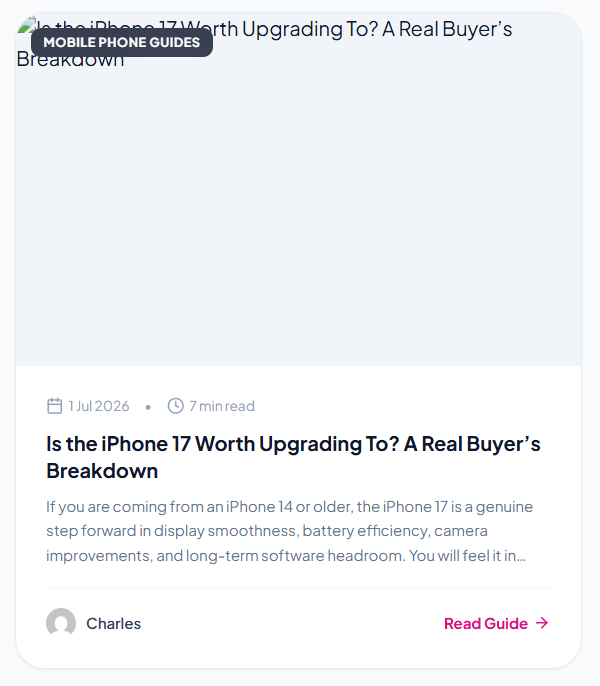 Is the iPhone 17 Worth Upgrading To? A Real Buyer’s
MOBILE PHONE GUIDES
Breakdown
1 Jul 2026 • 7 min read
Is the iPhone 17 Worth Upgrading To? A Real Buyer’s
Breakdown
If you are coming from an iPhone 14 or older, the iPhone 17 is a genuine
step forward in display smoothness, battery efficiency, camera
improvements, and long-term software headroom. You will feel it in…
Charles
Read Guide →